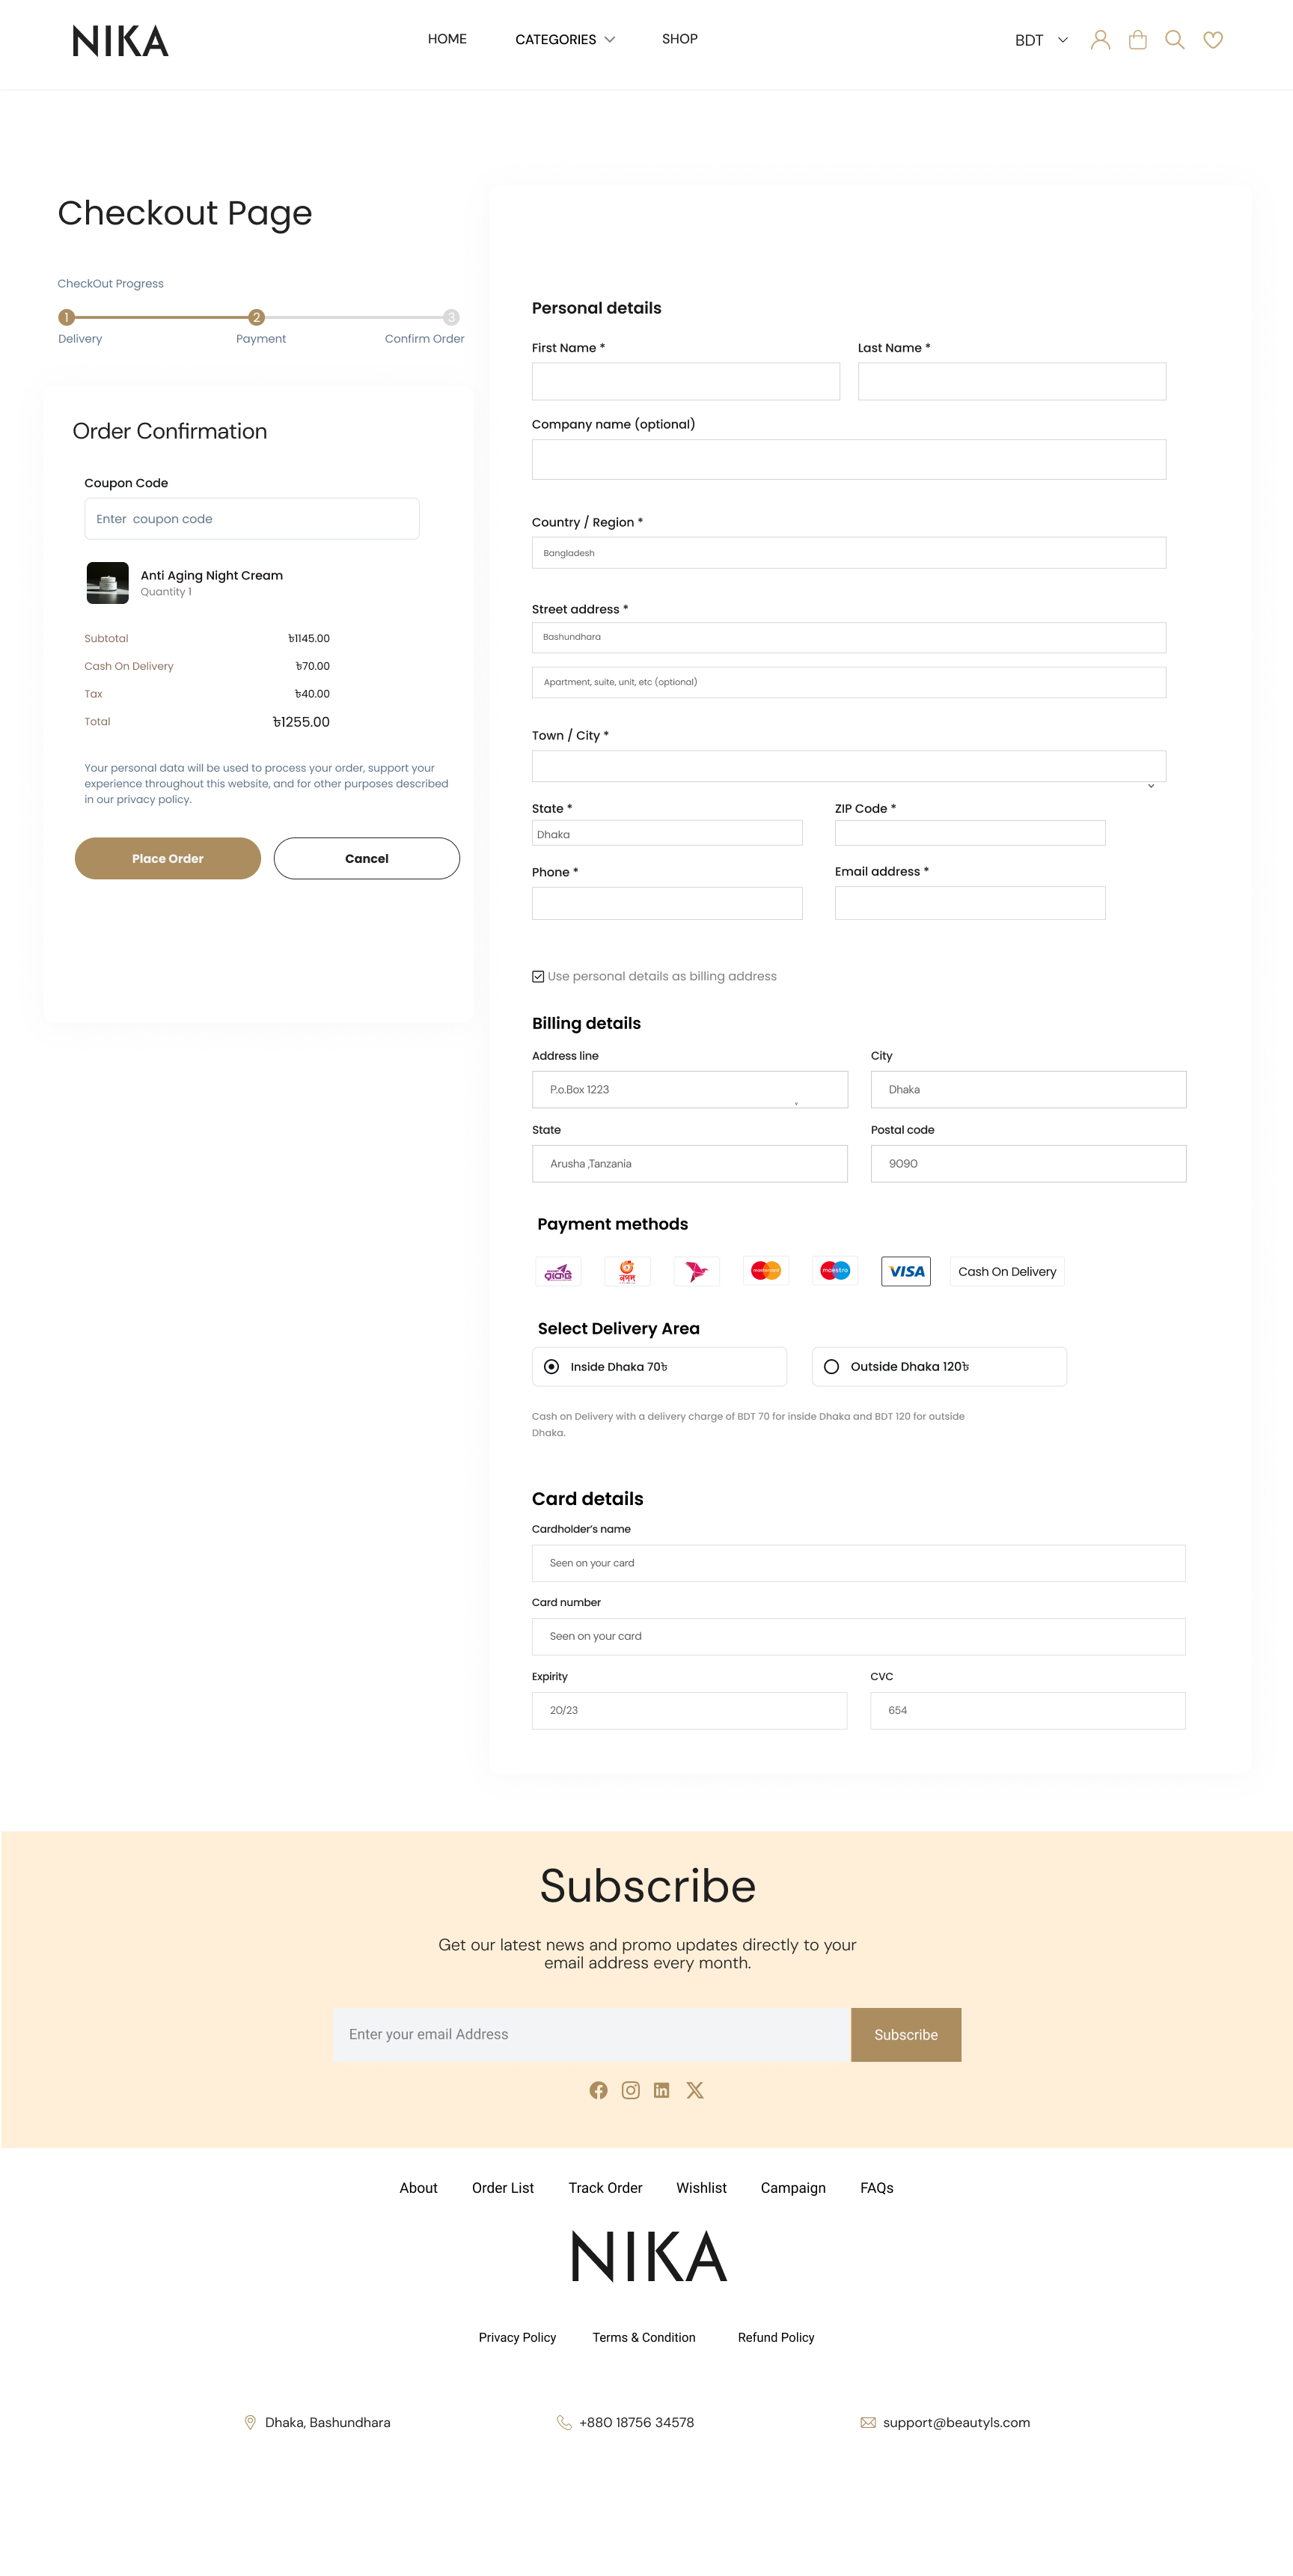 NIKA
HOME
CATEGORIES
SHOP
BDT
Checkout Page
CheckOut Progress
1
2
3
Delivery
Payment
Confirm Order
Order Confirmation
Coupon Code
Enter coupon code
Anti Aging Night Cream
Quantity 1
Subtotal ৳1145.00
Cash On Delivery ৳70.00
Tax ৳40.00
Total ৳1255.00
Your personal data will be used to process your order, support your
experience throughout this website, and for other purposes described
in our privacy policy.
Place Order
Cancel
Personal details
First Name *
Last Name *
Company name (optional)
Country / Region *
Bangladesh
Street address *
Bashundhara
Apartment, suite, unit, etc (optional)
Town / City *
State *
ZIP Code *
Dhaka
Phone *
Email address *
Use personal details as billing address
Billing details
Address line
City
P.o.Box 1223
Dhaka
State
Postal code
Arusha ,Tanzania
9090
Payment methods
রকেট
নগদ
mastercard
maestro
VISA
Cash On Delivery
Select Delivery Area
Inside Dhaka 70৳
Outside Dhaka 120৳
Cash on Delivery with a delivery charge of BDT 70 for inside Dhaka and BDT 120 for outside
Dhaka.
Card details
Cardholder's name
Seen on your card
Card number
Seen on your card
Expirity
CVC
20/23
654
Subscribe
Get our latest news and promo updates directly to your
email address every month.
Enter your email Address
Subscribe
About
Order List
Track Order
Wishlist
Campaign
FAQs
NIKA
Privacy Policy
Terms & Condition
Refund Policy
Dhaka, Bashundhara
+880 18756 34578
support@beautyls.com